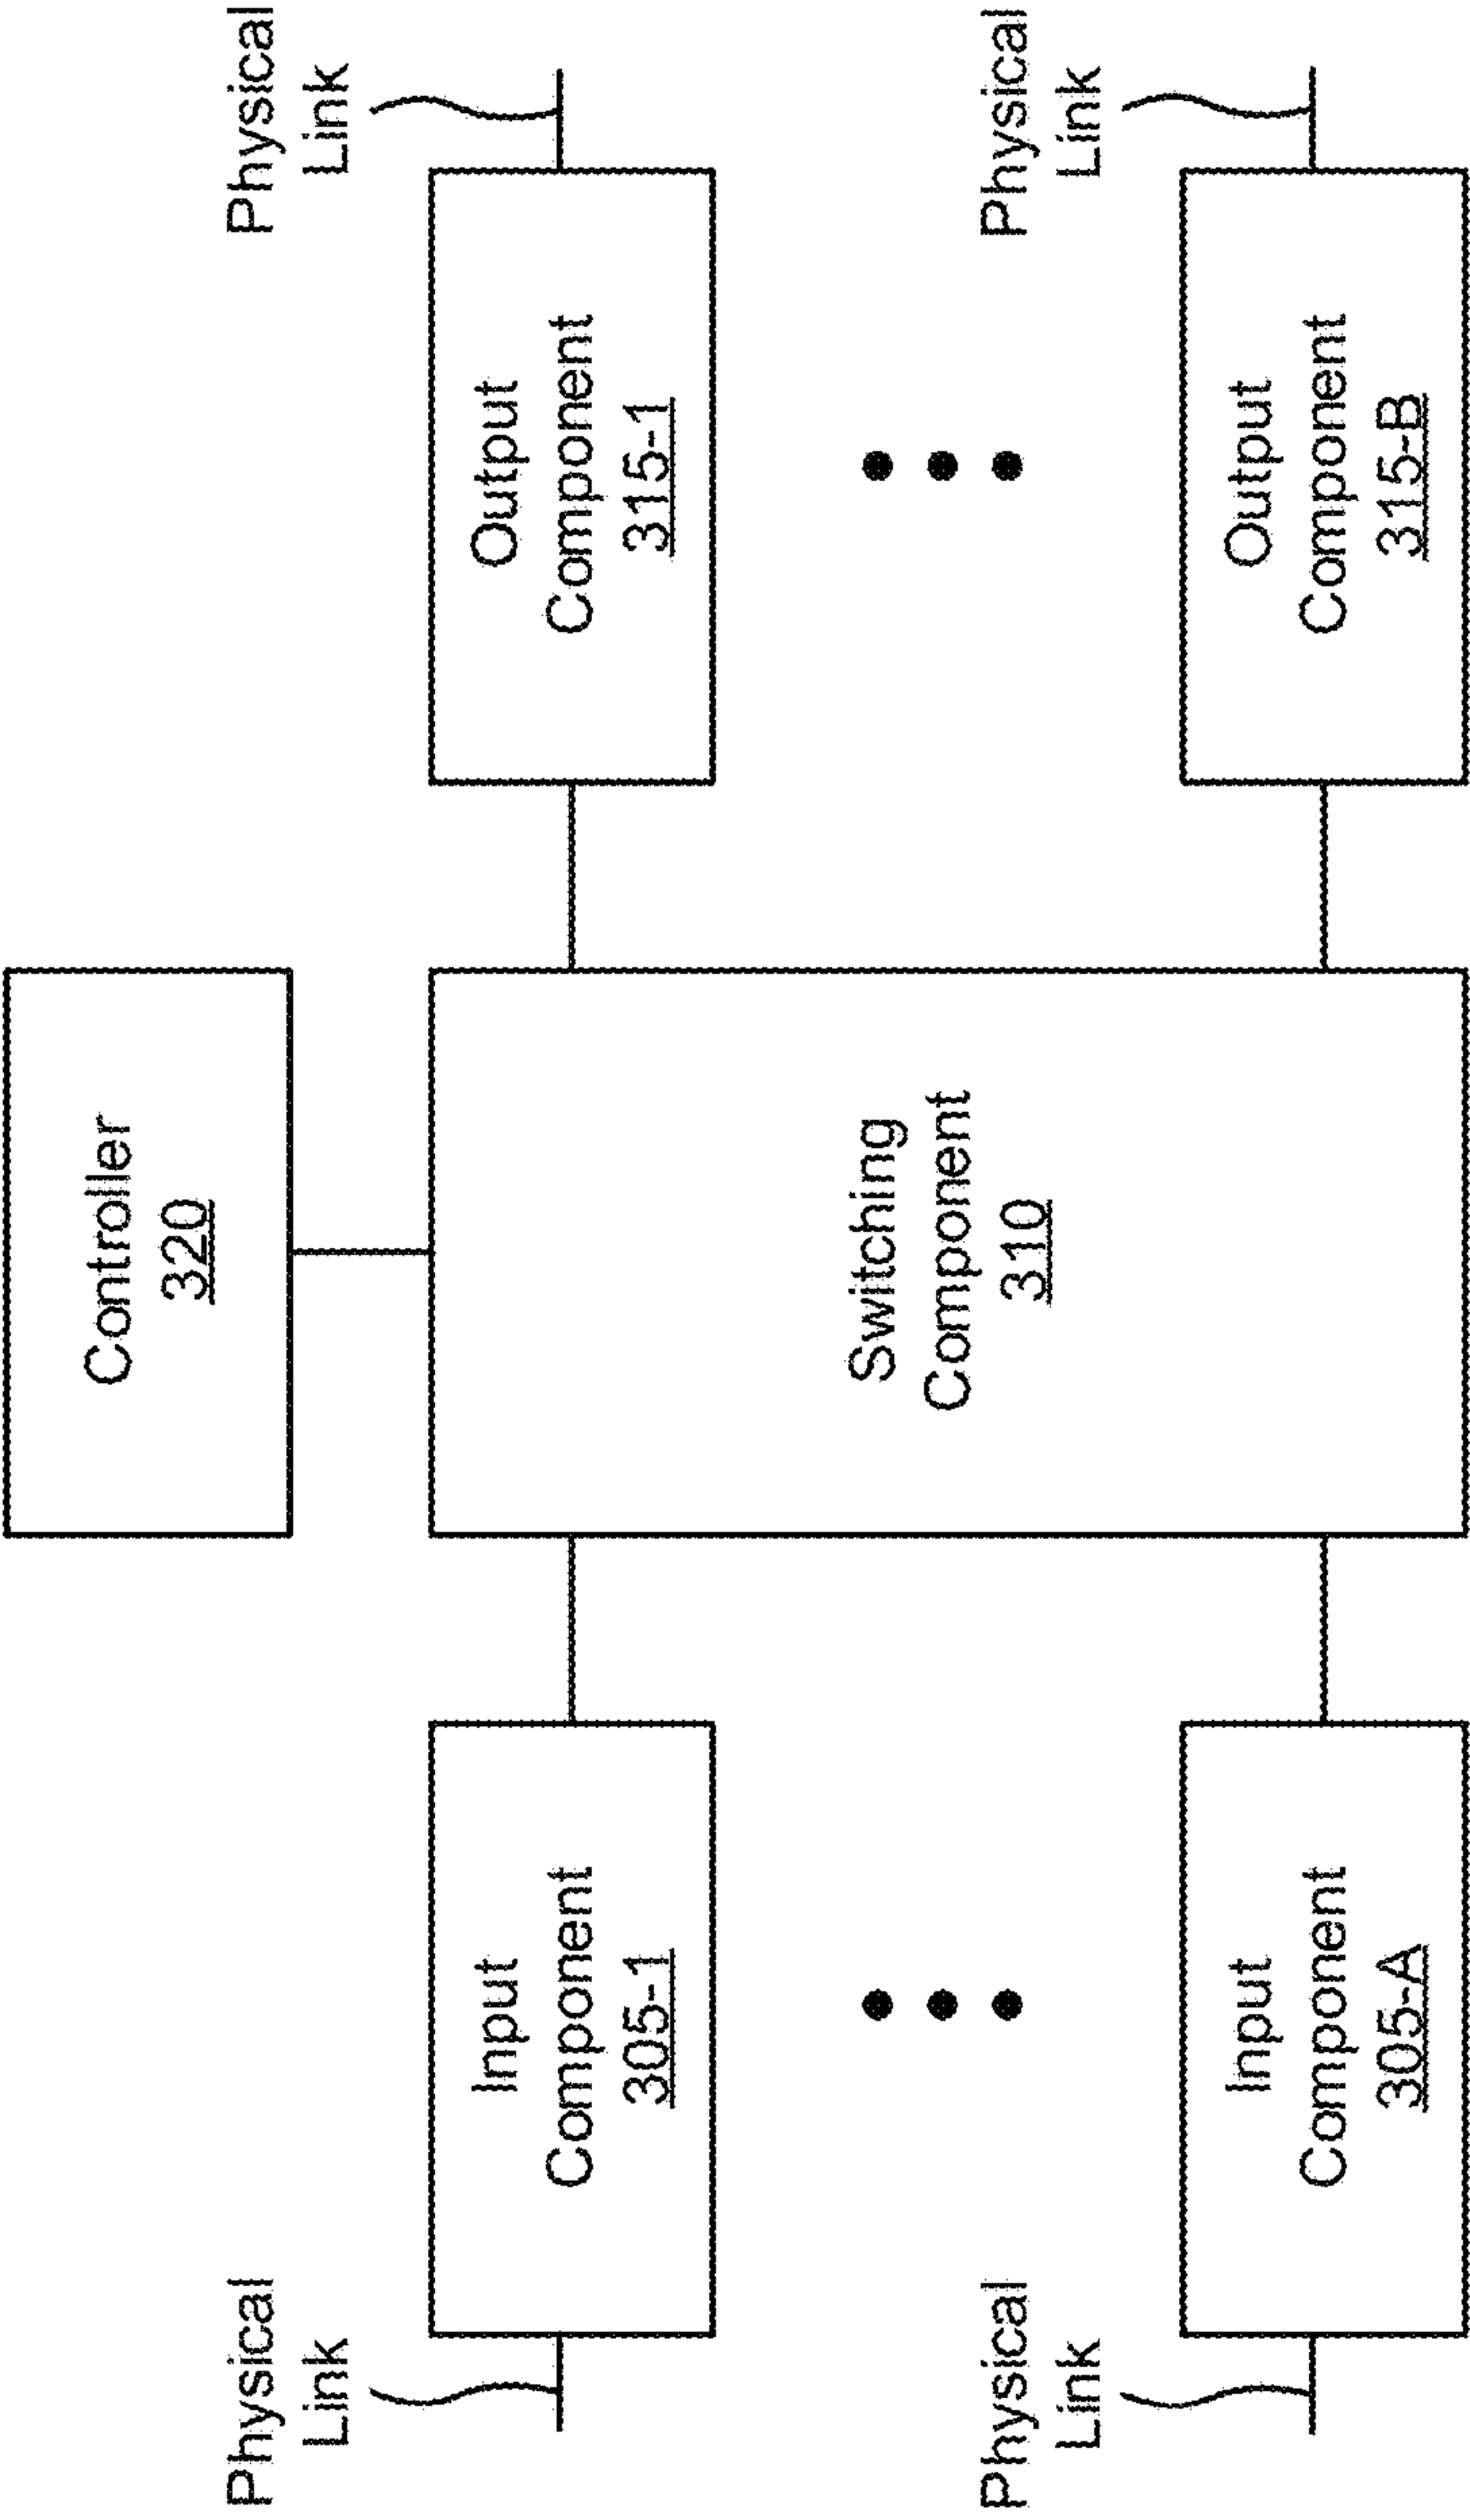 Controller
320
Physical
Link
Input
Component
305-1
Switching
Component
310
Output
Component
315-1
Physical
Link
Physical
Link
Input
Component
305-A
Output
Component
315-B
Physical
Link